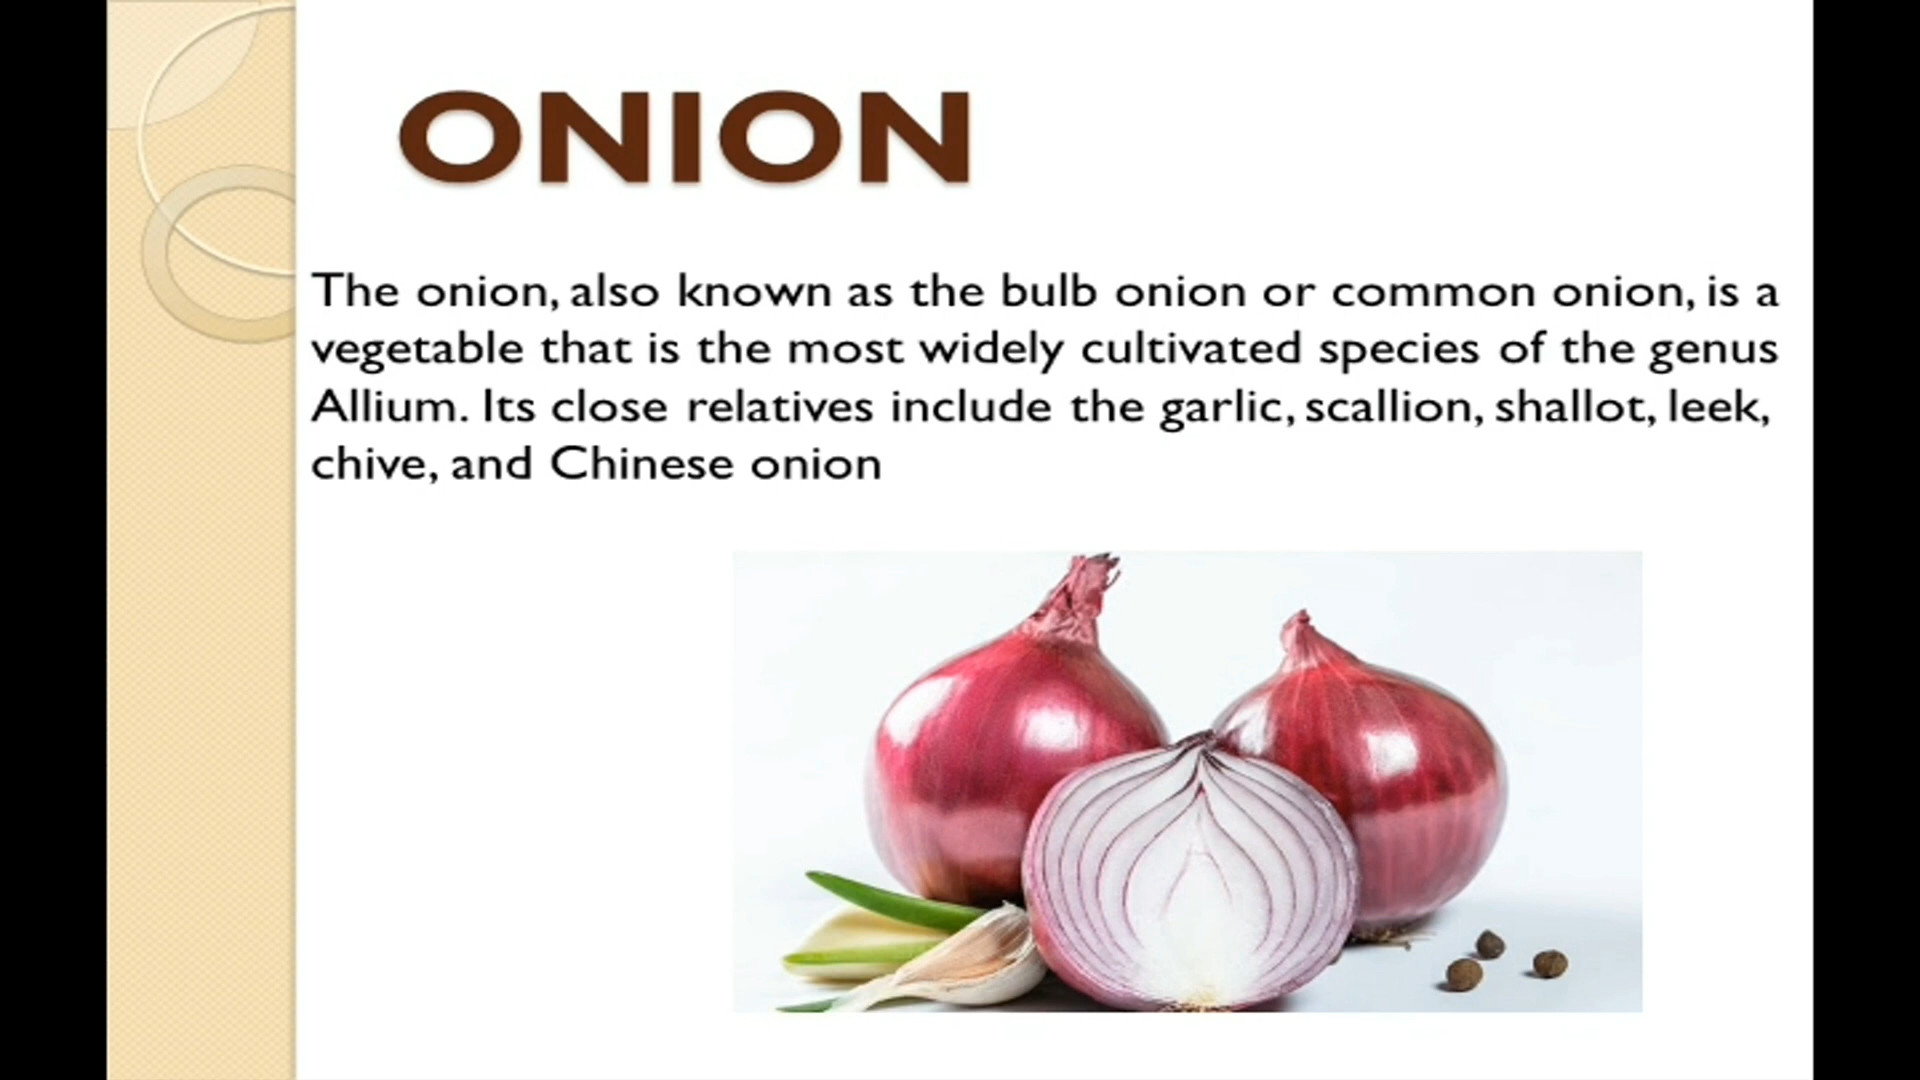 ONION
The onion, also known as the bulb onion or common onion, is a
vegetable that is the most widely cultivated species of the genus
Allium. Its close relatives include the garlic, scallion, shallot, leek,
chive, and Chinese onion